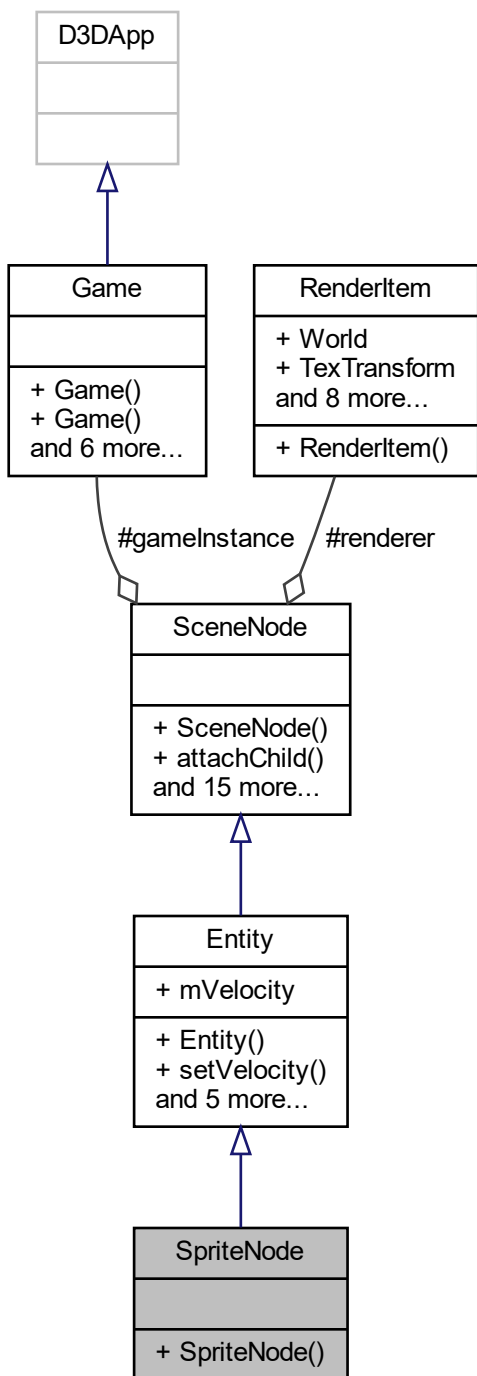 D3DApp
Game
+ Game()
+ Game()
and 6 more...
RenderItem
+ World
+ TexTransform
and 8 more...
+ RenderItem()
#gameInstance
#renderer
SceneNode
+ SceneNode()
+ attachChild()
and 15 more...
Entity
+ mVelocity
+ Entity()
+ setVelocity()
and 5 more...
SpriteNode
+ SpriteNode()